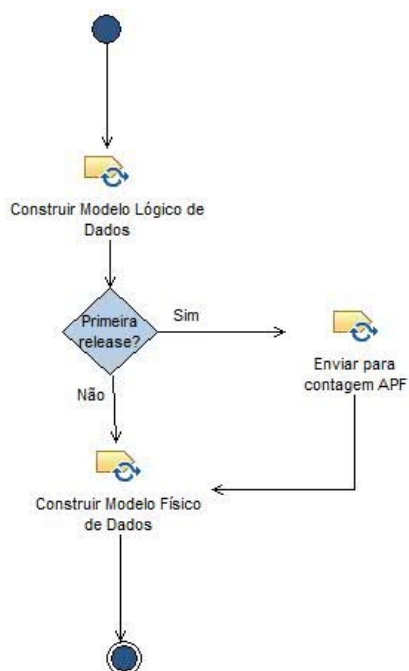 Construir Modelo Lógico de
Dados
Primeira
release?
Sim
Enviar para
contagem APF
Não
Construir Modelo Físico
de Dados